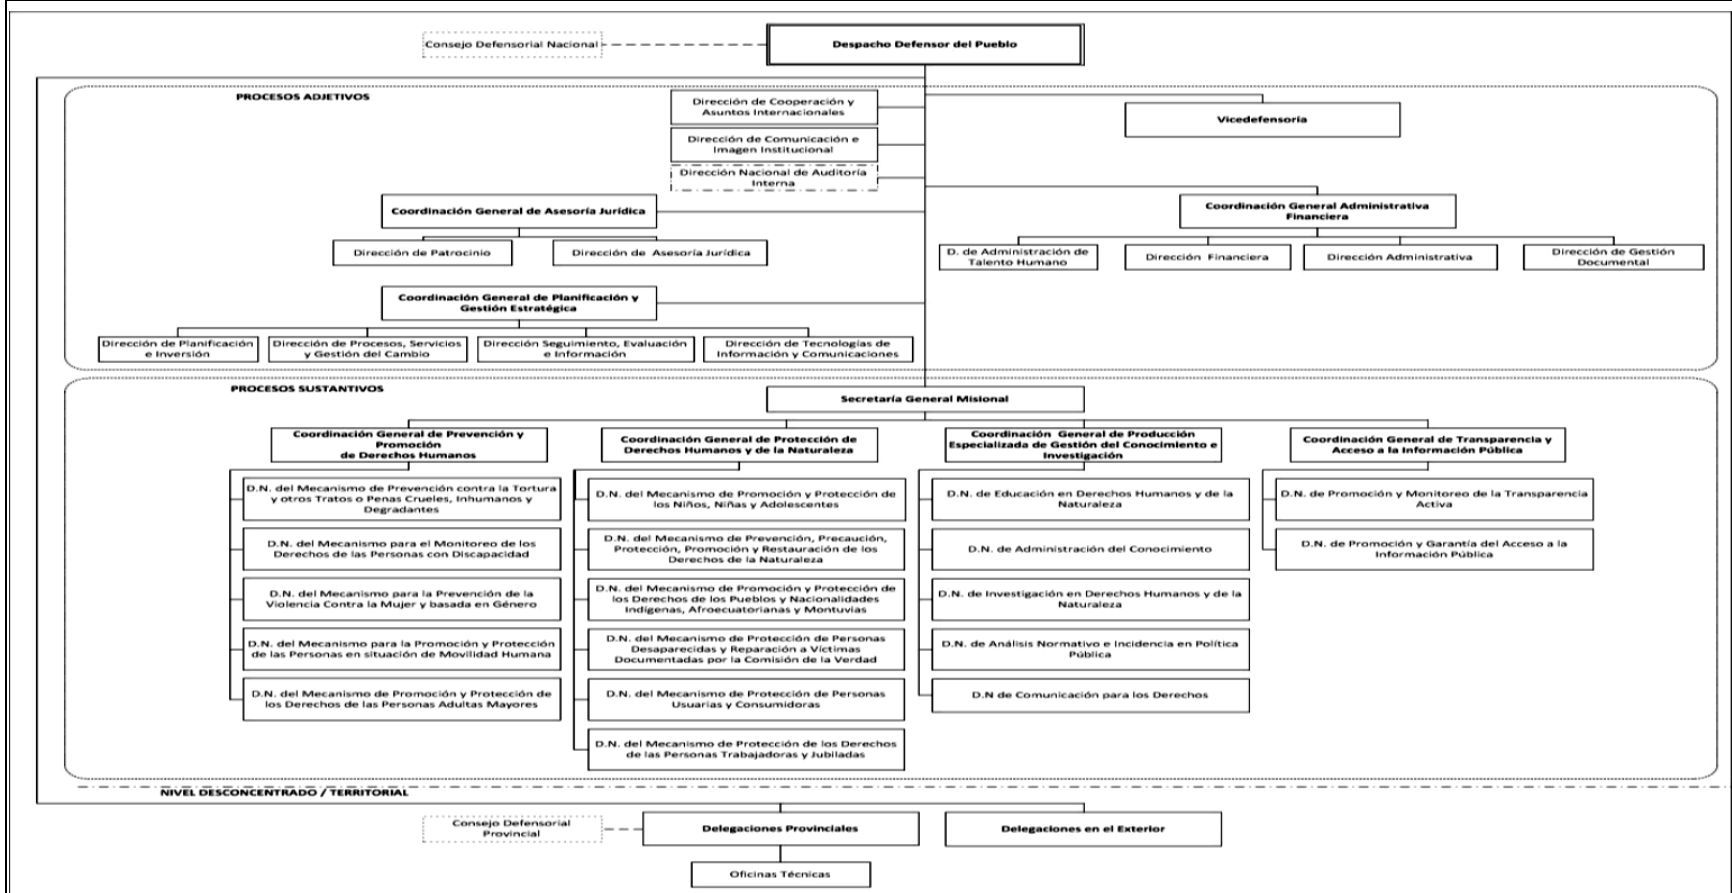 Consejo Defensorial Nacional
Despacho Defensor del Pueblo
PROCESOS ADJETIVOS
Dirección de Cooperación y
Asuntos Internacionales
Vicedefensoría
Dirección de Comunicación e
Imagen Institucional
Dirección Nacional de Auditoría
Interna
Coordinación General de Asesoría Jurídica
Coordinación General Administrativa
Financiera
Dirección de Patrocinio
Dirección de Asesoría Jurídica
D. de Administración de
Talento Humano
Dirección Financiera
Dirección Administrativa
Dirección de Gestión
Documental
Coordinación General de Planificación y
Gestión Estratégica
Dirección de Planificación
e Inversión
Dirección de Procesos, Servicios
y Gestión del Cambio
Dirección Seguimiento, Evaluación
e Información
Dirección de Tecnologías de
Información y Comunicaciones
PROCESOS SUSTANTIVOS
Secretaría General Misional
Coordinación General de Prevención y
Promoción
de Derechos Humanos
Coordinación General de Protección de
Derechos Humanos y de la Naturaleza
Coordinación General de Producción
Especializada de Gestión del Conocimiento e
Investigación
Coordinación General de Transparencia y
Acceso a la Información Pública
D.N. del Mecanismo de Prevención contra la Tortura
y otros Tratos o Penas Crueles, Inhumanos y
Degradantes
D.N. del Mecanismo para el Monitoreo de los
Derechos de las Personas con Discapacidad
D.N. del Mecanismo para la Prevención de la
Violencia Contra la Mujer y basada en Género
D.N. del Mecanismo para la Promoción y Protección
de las Personas en situación de Movilidad Humana
D.N. del Mecanismo de Promoción y Protección de
los Derechos de las Personas Adultas Mayores
D.N. del Mecanismo de Promoción y Protección de
los Niños, Niñas y Adolescentes
D.N. del Mecanismo de Prevención, Precaución,
Protección, Promoción y Restauración de los
Derechos de la Naturaleza
D.N. del Mecanismo de Promoción y Protección de
los Derechos de los Pueblos y Nacionalidades
Indígenas, Afroecuatorianas y Montuvias
D.N. del Mecanismo de Protección de Personas
Desaparecidas y Reparación a Víctimas
Documentadas por la Comisión de la Verdad
D.N. del Mecanismo de Protección de Personas
Usuarias y Consumidoras
D.N. del Mecanismo de Protección de los Derechos
de las Personas Trabajadoras y Jubiladas
D.N. de Educación en Derechos Humanos y de la
Naturaleza
D.N. de Administración del Conocimiento
D.N. de Investigación en Derechos Humanos y de la
Naturaleza
D.N. de Análisis Normativo e Incidencia en Política
Pública
D.N de Comunicación para los Derechos
D.N. de Promoción y Monitoreo de la Transparencia
Activa
D.N. de Promoción y Garantía del Acceso a la
Información Pública
NIVEL DESCONCENTRADO / TERRITORIAL
Consejo Defensorial
Provincial
Delegaciones Provinciales
Delegaciones en el Exterior
Oficinas Técnicas